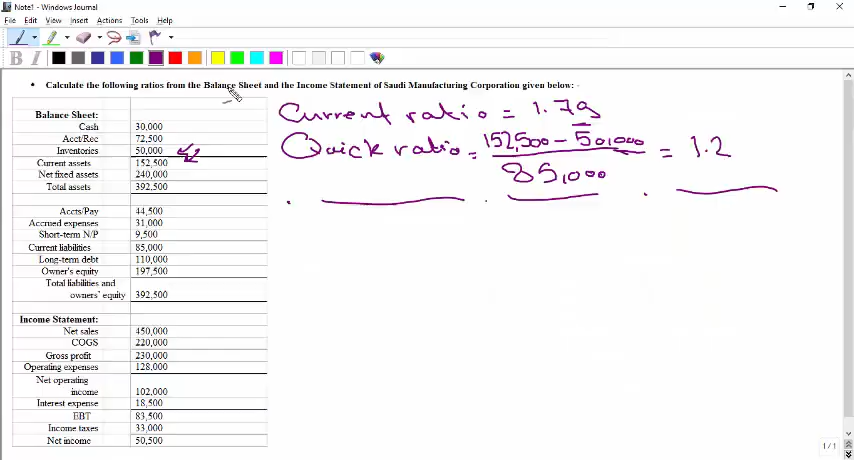 Note1 - Windows Journal
File Edit View Insert Actions Tools Help
B I
• Calculate the following ratios from the Balance Sheet and the Income Statement of Saudi Manufacturing Corporation given below: -
Balance Sheet:
Cash 30,000
Acct/Rec 72,500
Inventories 50,000
Current assets 152,500
Net fixed assets 240,000
Total assets 392,500
Accts/Pay 44,500
Accrued expenses 31,000
Short-term N/P 9,500
Current liabilities 85,000
Long-term debt 110,000
Owner's equity 197,500
Total liabilities and
owners' equity 392,500
Income Statement:
Net sales 450,000
COGS 220,000
Gross profit 230,000
Operating expenses 128,000
Net operating
income 102,000
Interest expense 18,500
EBT 83,500
Income taxes 33,000
Net income 50,500
Current ratio = 1.79
Quick ratio = 152,500 - 50,000 = 1.2
85,000
1 / 1